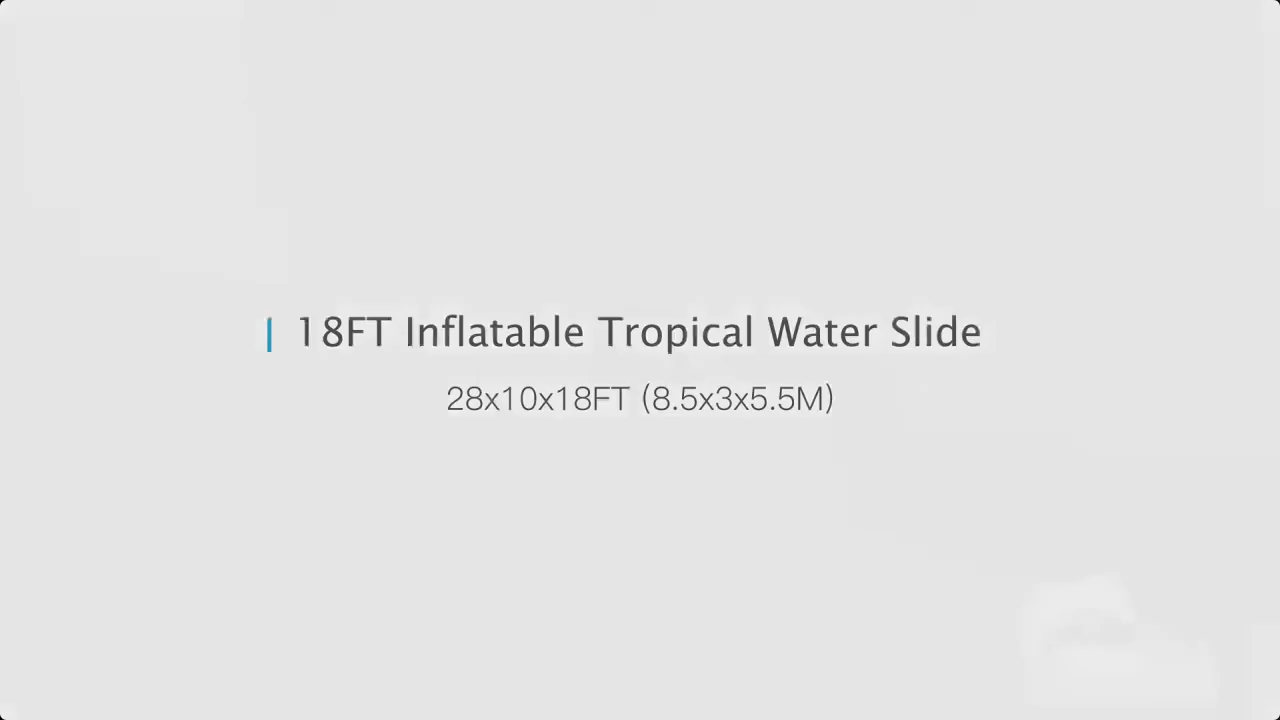 18FT Inflatable Tropical Water Slide
28x10x18FT (8.5x3x5.5M)